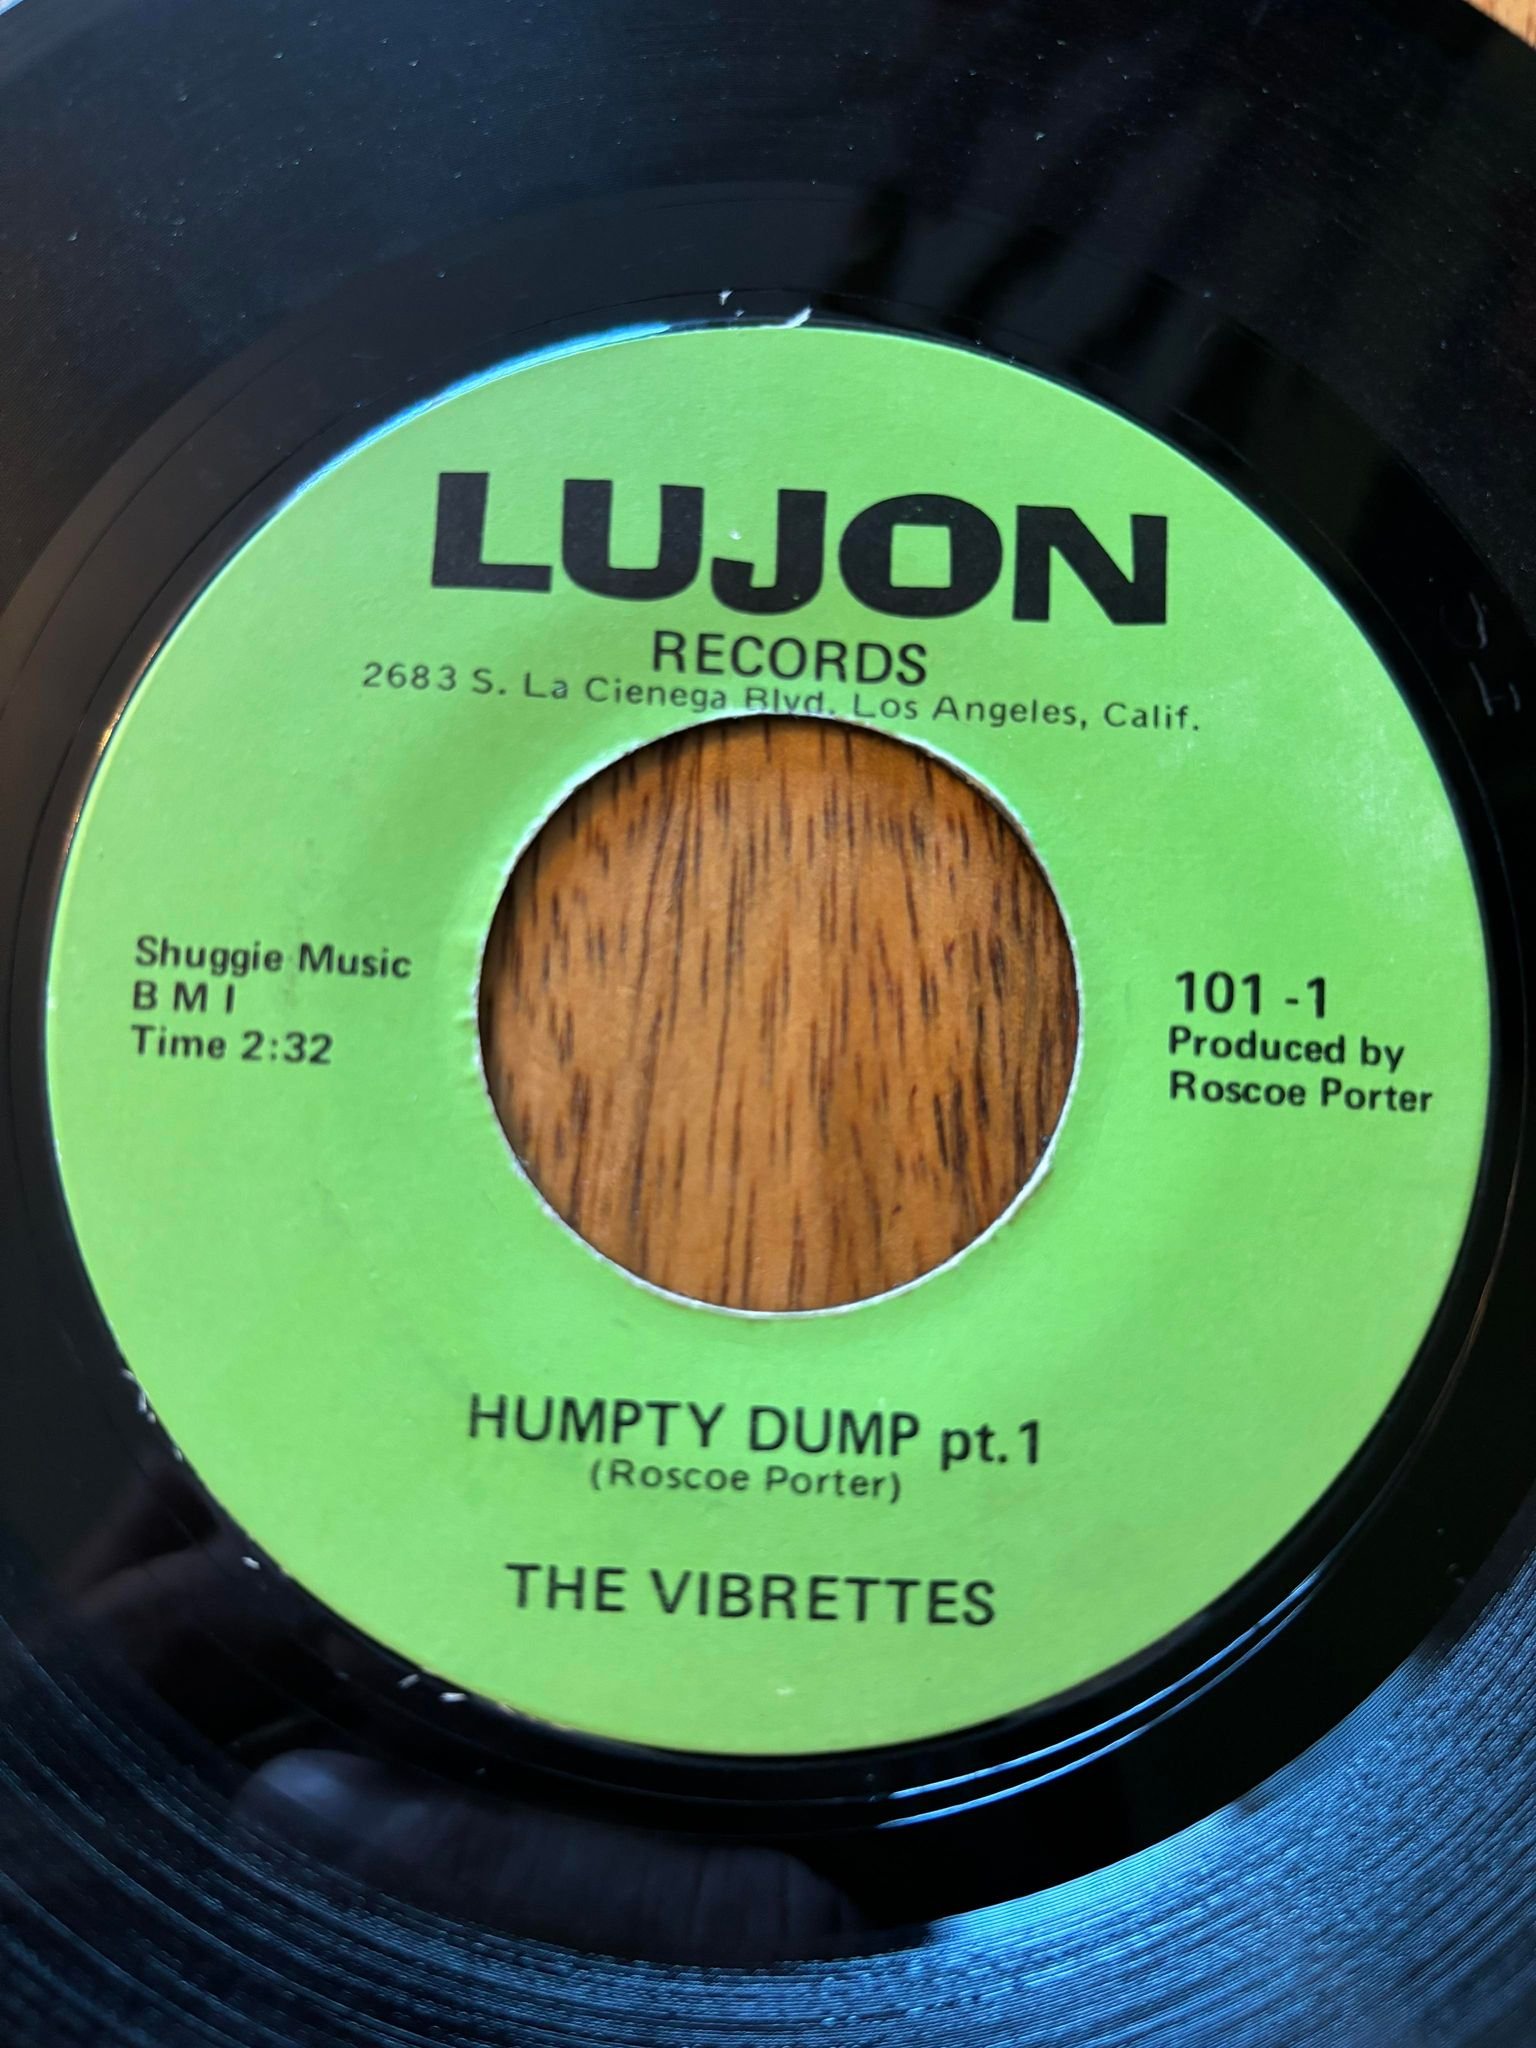 LUJON
RECORDS
2683 S. La Cienega Blvd. Los Angeles, Calif.
Shuggie Music
B M I
Time 2:32
101 -1
Produced by
Roscoe Porter
HUMPTY DUMP pt.1
(Roscoe Porter)
THE VIBRETTES